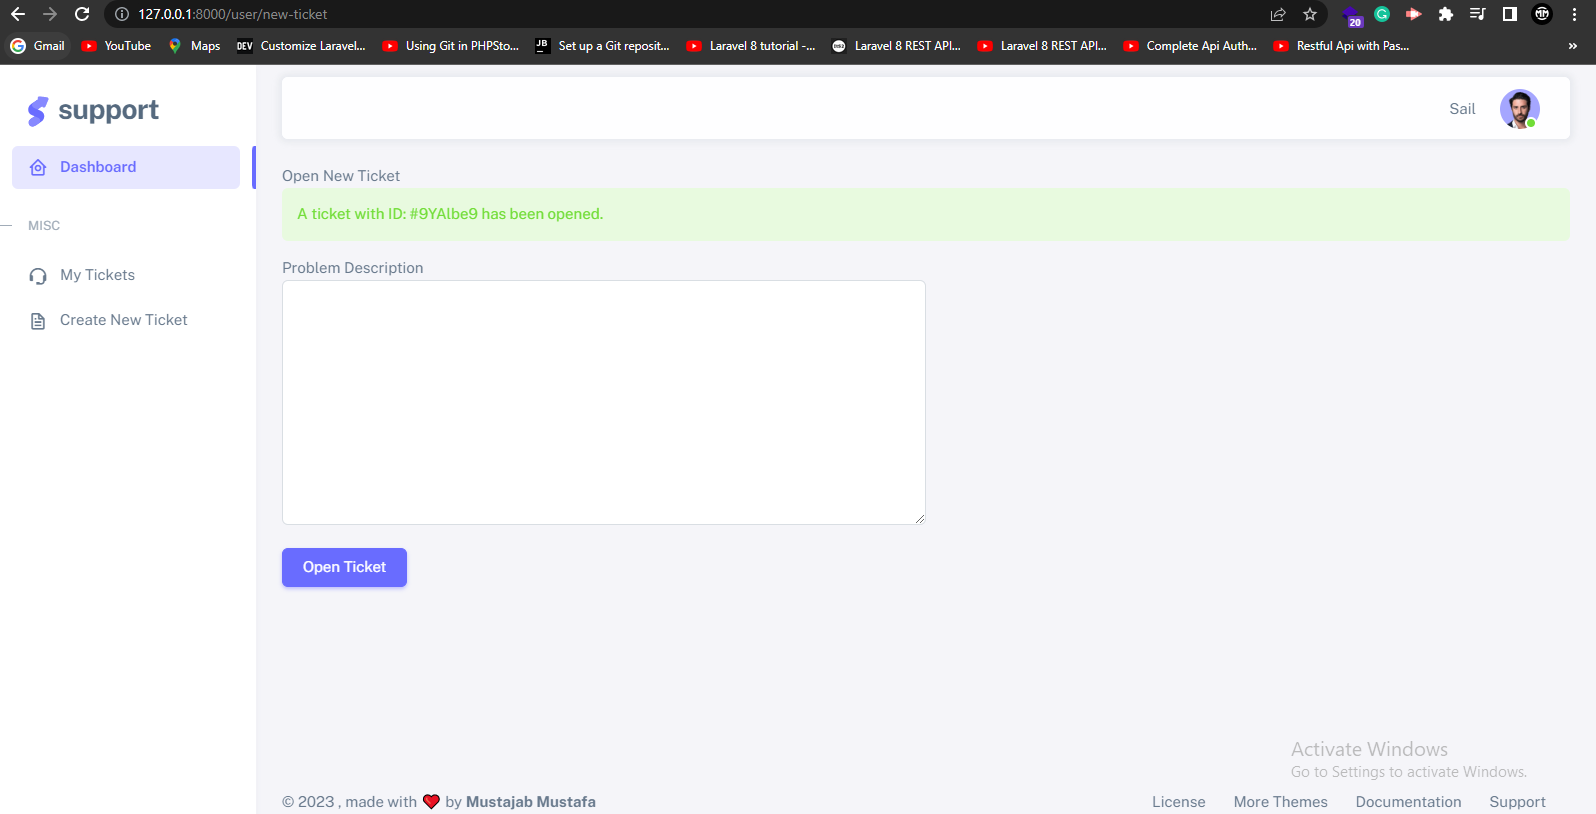 127.0.0.1:8000/user/new-ticket
20
Gmail YouTube Maps DEV Customize Laravel... Using Git in PHPSto... JB Set up a Git reposit... Laravel 8 tutorial -... Laravel 8 REST API... Laravel 8 REST API... Complete Api Auth... Restful Api with Pas... »
support
Sail
Dashboard
Open New Ticket
A ticket with ID: #9YAlbe9 has been opened.
MISC
Problem Description
My Tickets
Create New Ticket
Open Ticket
Activate Windows
Go to Settings to activate Windows.
© 2023 , made with ❤️ by Mustajab Mustafa
License More Themes Documentation Support